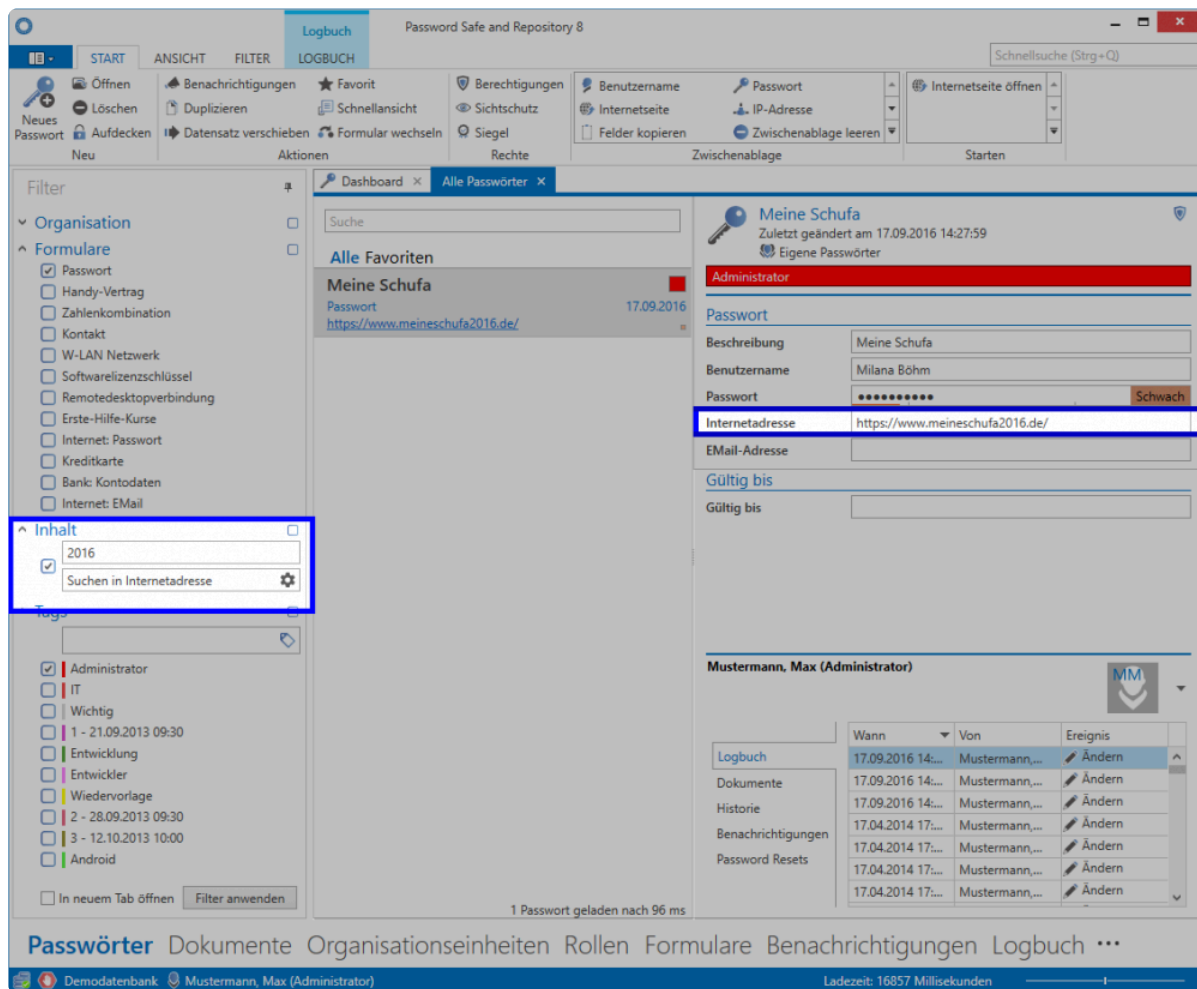 Logbuch
Password Safe and Repository 8
START ANSICHT FILTER LOGBUCH
Schnellsuche (Strg+Q)
Neues Passwort
Öffnen
Löschen
Aufdecken
Neu
Benachrichtigungen
Duplizieren
Datensatz verschieben
Favorit
Schnellansicht
Formular wechseln
Aktionen
Berechtigungen
Sichtschutz
Siegel
Rechte
Benutzername
Internetseite
Felder kopieren
Passwort
IP-Adresse
Zwischenablage leeren
Zwischenablage
Internetseite öffnen
Starten
Filter
Organisation
Formulare
Passwort
Handy-Vertrag
Zahlenkombination
Kontakt
W-LAN Netzwerk
Softwarelizenzschlüssel
Remotedesktopverbindung
Erste-Hilfe-Kurse
Internet: Passwort
Kreditkarte
Bank: Kontodaten
Internet: EMail
Inhalt
2016
Suchen in Internetadresse
Tags
Administrator
IT
Wichtig
1 - 21.09.2013 09:30
Entwicklung
Entwickler
Wiedervorlage
2 - 28.09.2013 09:30
3 - 12.10.2013 10:00
Android
In neuem Tab öffnen Filter anwenden
Dashboard Alle Passwörter
Suche
Alle Favoriten
Meine Schufa
Passwort 17.09.2016
https://www.meineschufa2016.de/
1 Passwort geladen nach 96 ms
Meine Schufa
Zuletzt geändert am 17.09.2016 14:27:59
Eigene Passwörter
Administrator
Passwort
Beschreibung Meine Schufa
Benutzername Milana Böhm
Passwort ●●●●●●●●●● Schwach
Internetadresse https://www.meineschufa2016.de/
EMail-Adresse
Gültig bis
Gültig bis
Mustermann, Max (Administrator)
MM
Logbuch
Dokumente
Historie
Benachrichtigungen
Password Resets
Wann Von Ereignis
17.09.2016 14:... Mustermann,... Ändern
17.09.2016 14:... Mustermann,... Ändern
17.09.2016 14:... Mustermann,... Ändern
17.04.2014 17:... Mustermann,... Ändern
17.04.2014 17:... Mustermann,... Ändern
17.04.2014 17:... Mustermann,... Ändern
17.04.2014 17:... Mustermann,... Ändern
Passwörter Dokumente Organisationseinheiten Rollen Formulare Benachrichtigungen Logbuch •••
Demodatenbank Mustermann, Max (Administrator) Ladezeit: 16857 Millisekunden